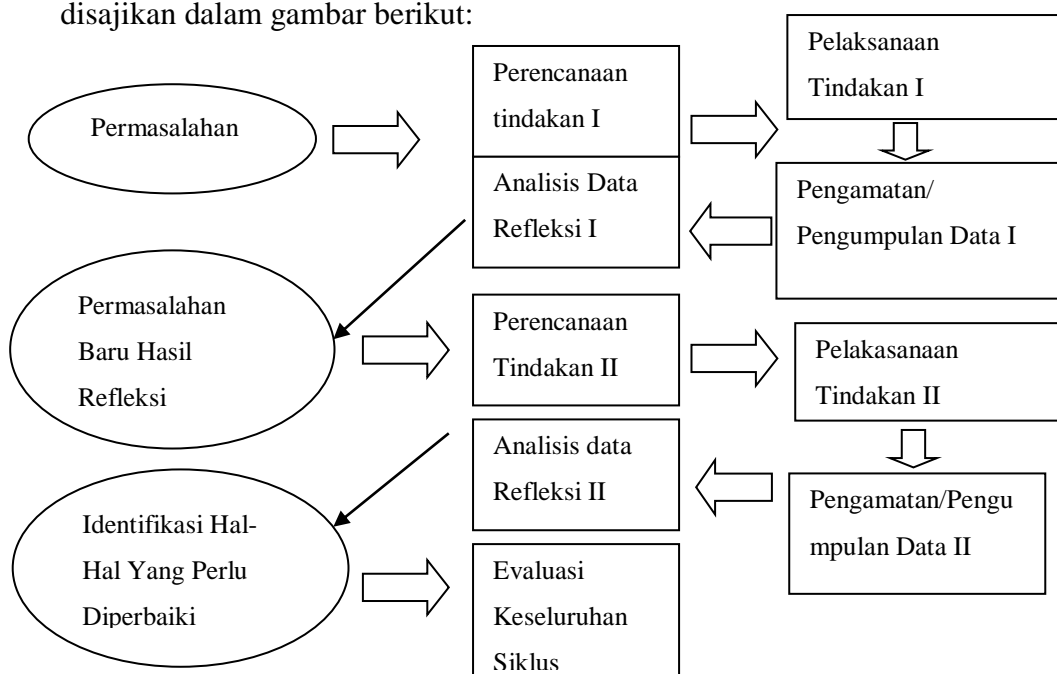 disajikan dalam gambar berikut:
Permasalahan
Perencanaan
tindakan I
Pelaksanaan
Tindakan I
Pengamatan/
Pengumpulan Data I
Analisis Data
Refleksi I
Permasalahan
Baru Hasil
Refleksi
Perencanaan
Tindakan II
Pelakasanaan
Tindakan II
Pengamatan/Pengu
mpulan Data II
Analisis data
Refleksi II
Identifikasi Hal-
Hal Yang Perlu
Diperbaiki
Evaluasi
Keseluruhan
Siklus